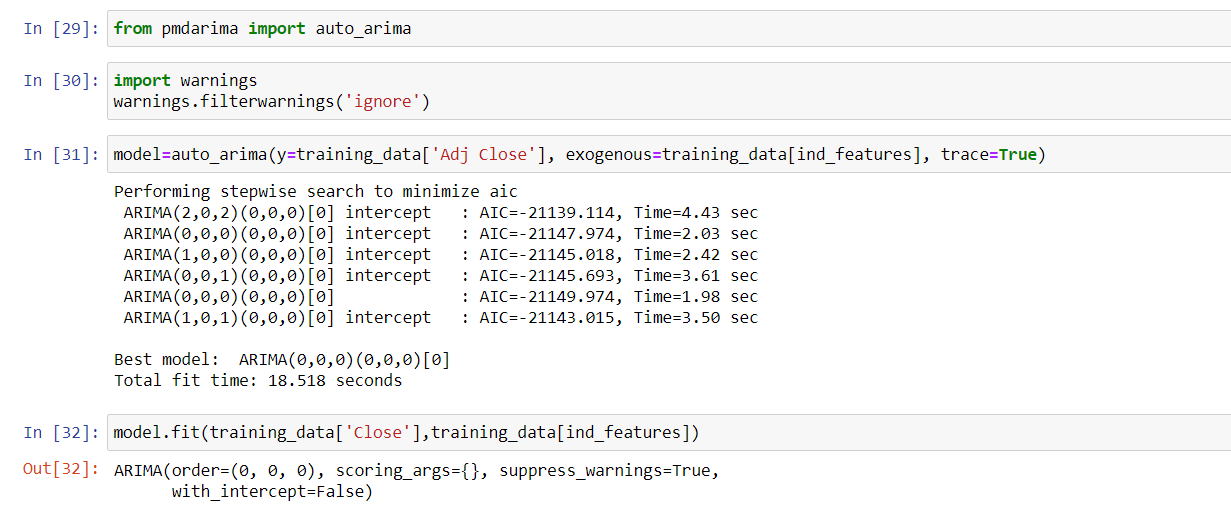 In [29]: from pmdarima import auto_arima
In [30]: import warnings
warnings.filterwarnings('ignore')
In [31]: model=auto_arima(y=training_data['Adj Close'], exogenous=training_data[ind_features], trace=True)
Performing stepwise search to minimize aic
ARIMA(2,0,2)(0,0,0)[0] intercept   : AIC=-21139.114, Time=4.43 sec
ARIMA(0,0,0)(0,0,0)[0] intercept   : AIC=-21147.974, Time=2.03 sec
ARIMA(1,0,0)(0,0,0)[0] intercept   : AIC=-21145.018, Time=2.42 sec
ARIMA(0,0,1)(0,0,0)[0] intercept   : AIC=-21145.693, Time=3.61 sec
ARIMA(0,0,0)(0,0,0)[0]             : AIC=-21149.974, Time=1.98 sec
ARIMA(1,0,1)(0,0,0)[0] intercept   : AIC=-21143.015, Time=3.50 sec
Best model:  ARIMA(0,0,0)(0,0,0)[0]
Total fit time: 18.518 seconds
In [32]: model.fit(training_data['Close'],training_data[ind_features])
Out[32]: ARIMA(order=(0, 0, 0), scoring_args={}, suppress_warnings=True,
with_intercept=False)